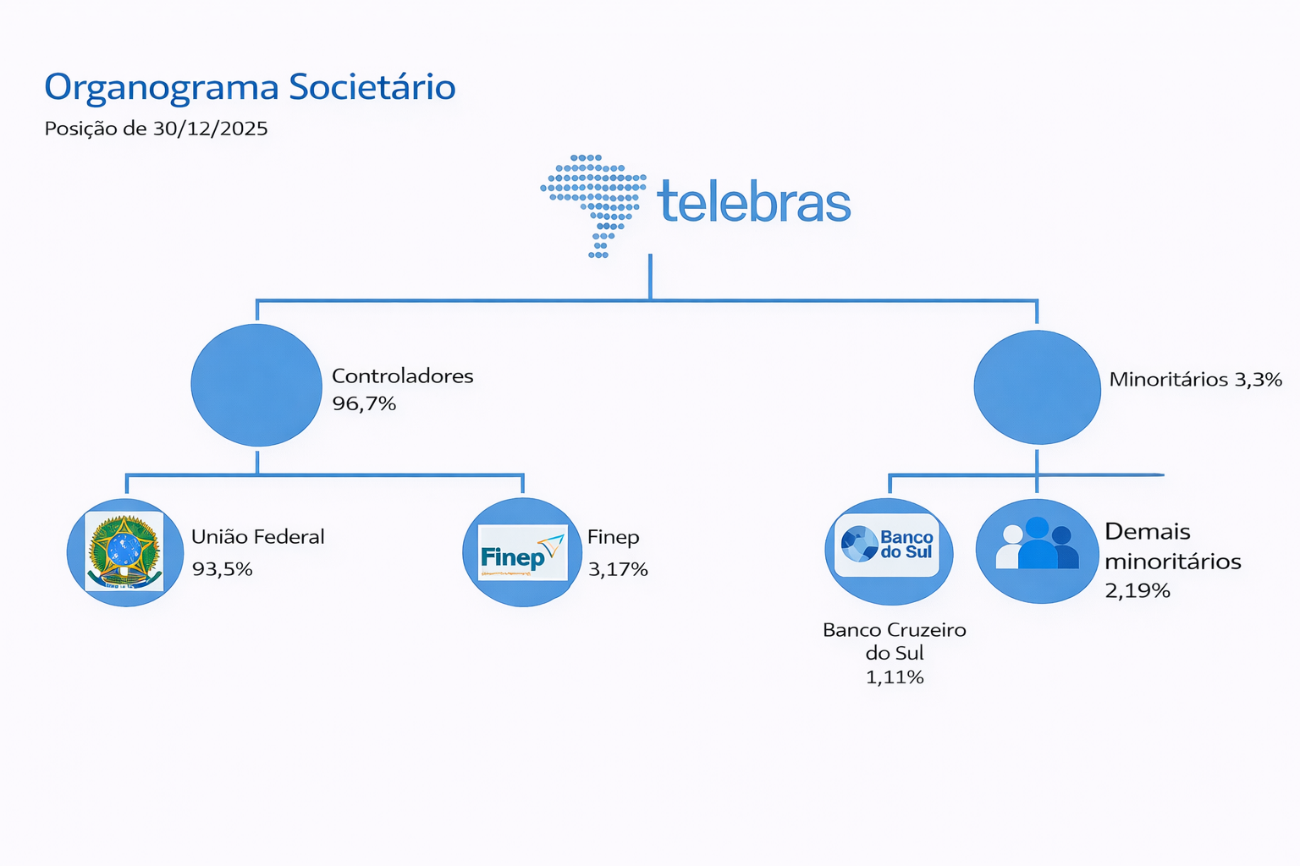 Organograma Societário
Posição de 30/12/2025
telebras
Controladores
96,7%
Minoritários 3,3%
União Federal
93,5%
Finep
Finep
3,17%
Banco
do Sul
Banco Cruzeiro
do Sul
1,11%
Demais
minoritários
2,19%